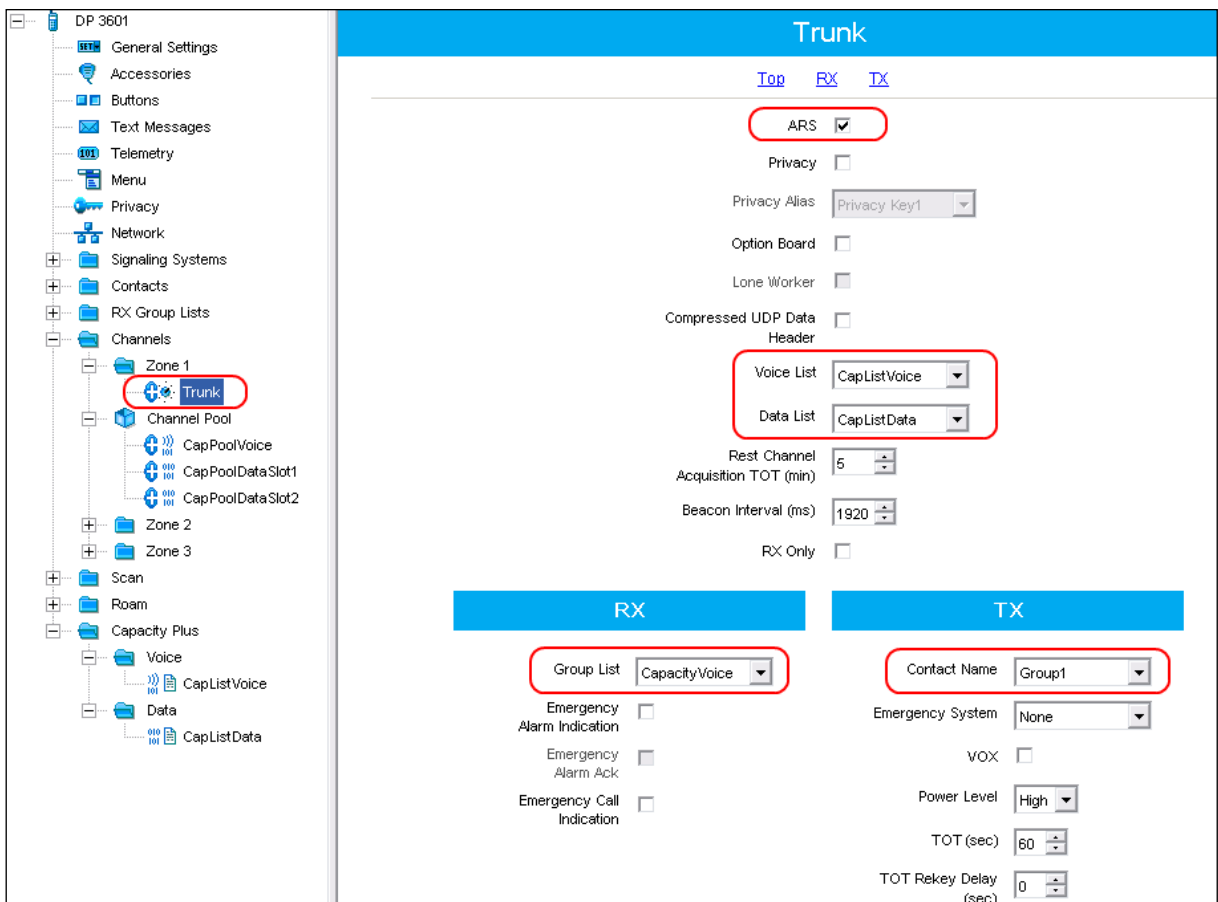 DP 3601
General Settings
Accessories
Buttons
Text Messages
Telemetry
Menu
Privacy
Network
Signaling Systems
Contacts
RX Group Lists
Channels
Zone 1
Trunk
Channel Pool
CapPoolVoice
CapPoolDataSlot1
CapPoolDataSlot2
Zone 2
Zone 3
Scan
Roam
Capacity Plus
Voice
CapListVoice
Data
CapListData
Trunk
Top RX TX
ARS
Privacy
Privacy Alias Privacy Key1
Option Board
Lone Worker
Compressed UDP Data
Header
Voice List CapListVoice
Data List CapListData
Rest Channel
Acquisition TOT (min) 5
Beacon Interval (ms) 1920
RX Only
RX
Group List CapacityVoice
Emergency
Alarm Indication
Emergency
Alarm Ack
Emergency Call
Indication
TX
Contact Name Group1
Emergency System None
VOX
Power Level High
TOT (sec) 60
TOT Rekey Delay
(sec) 0